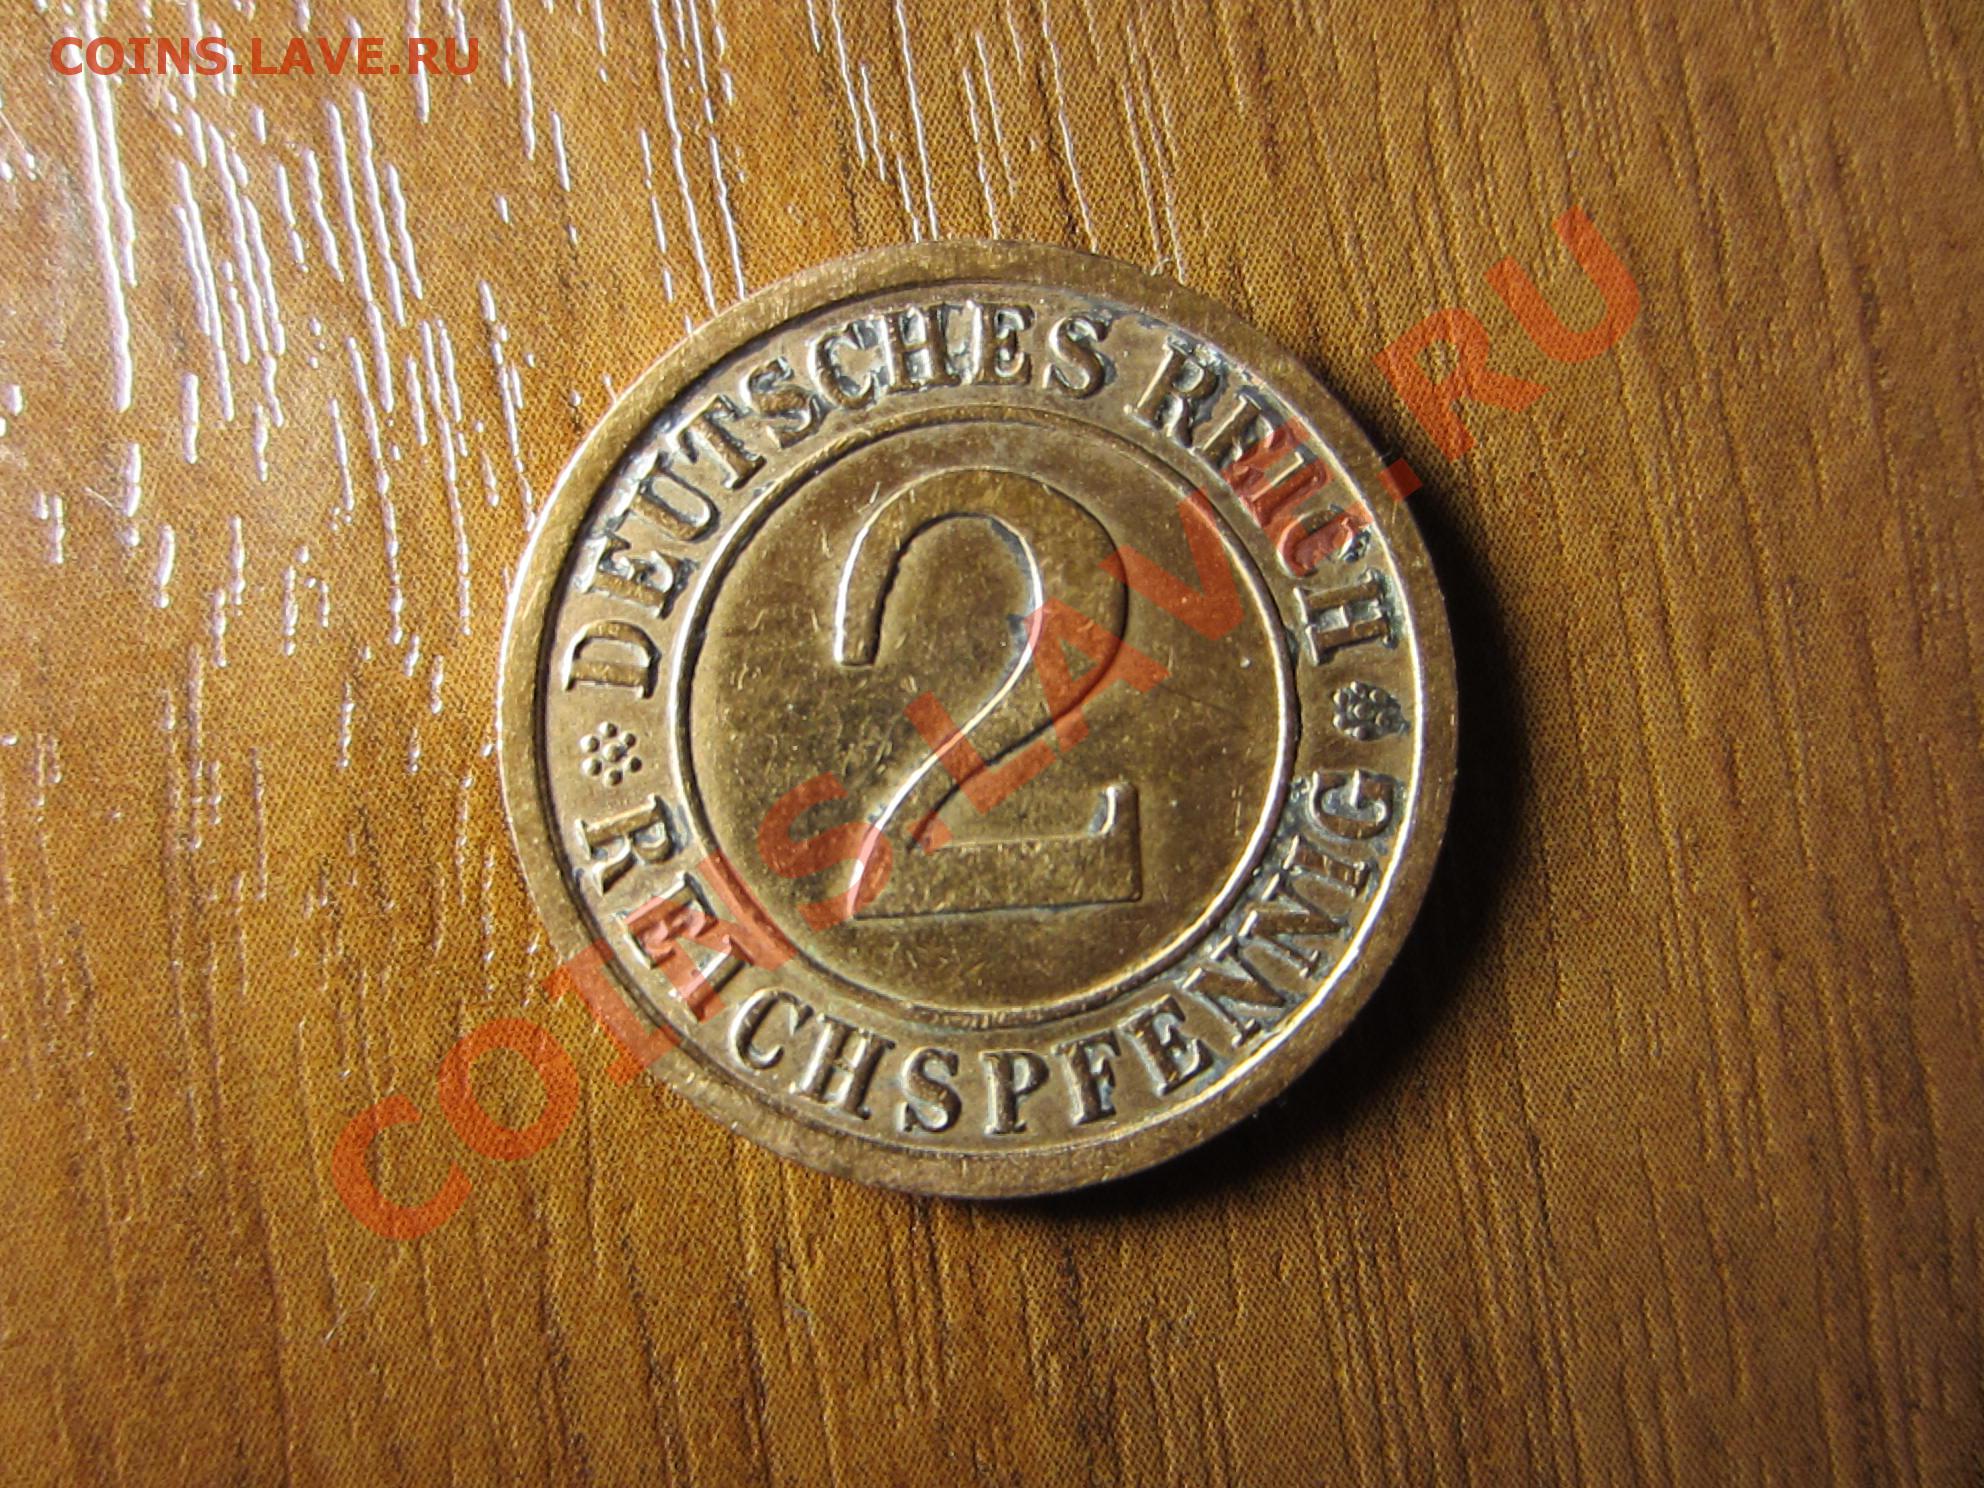 COINS.LAVE.RU
DEUTSCHES REICH
2
REICHSPFENNIG
COINS.LAVE.RU